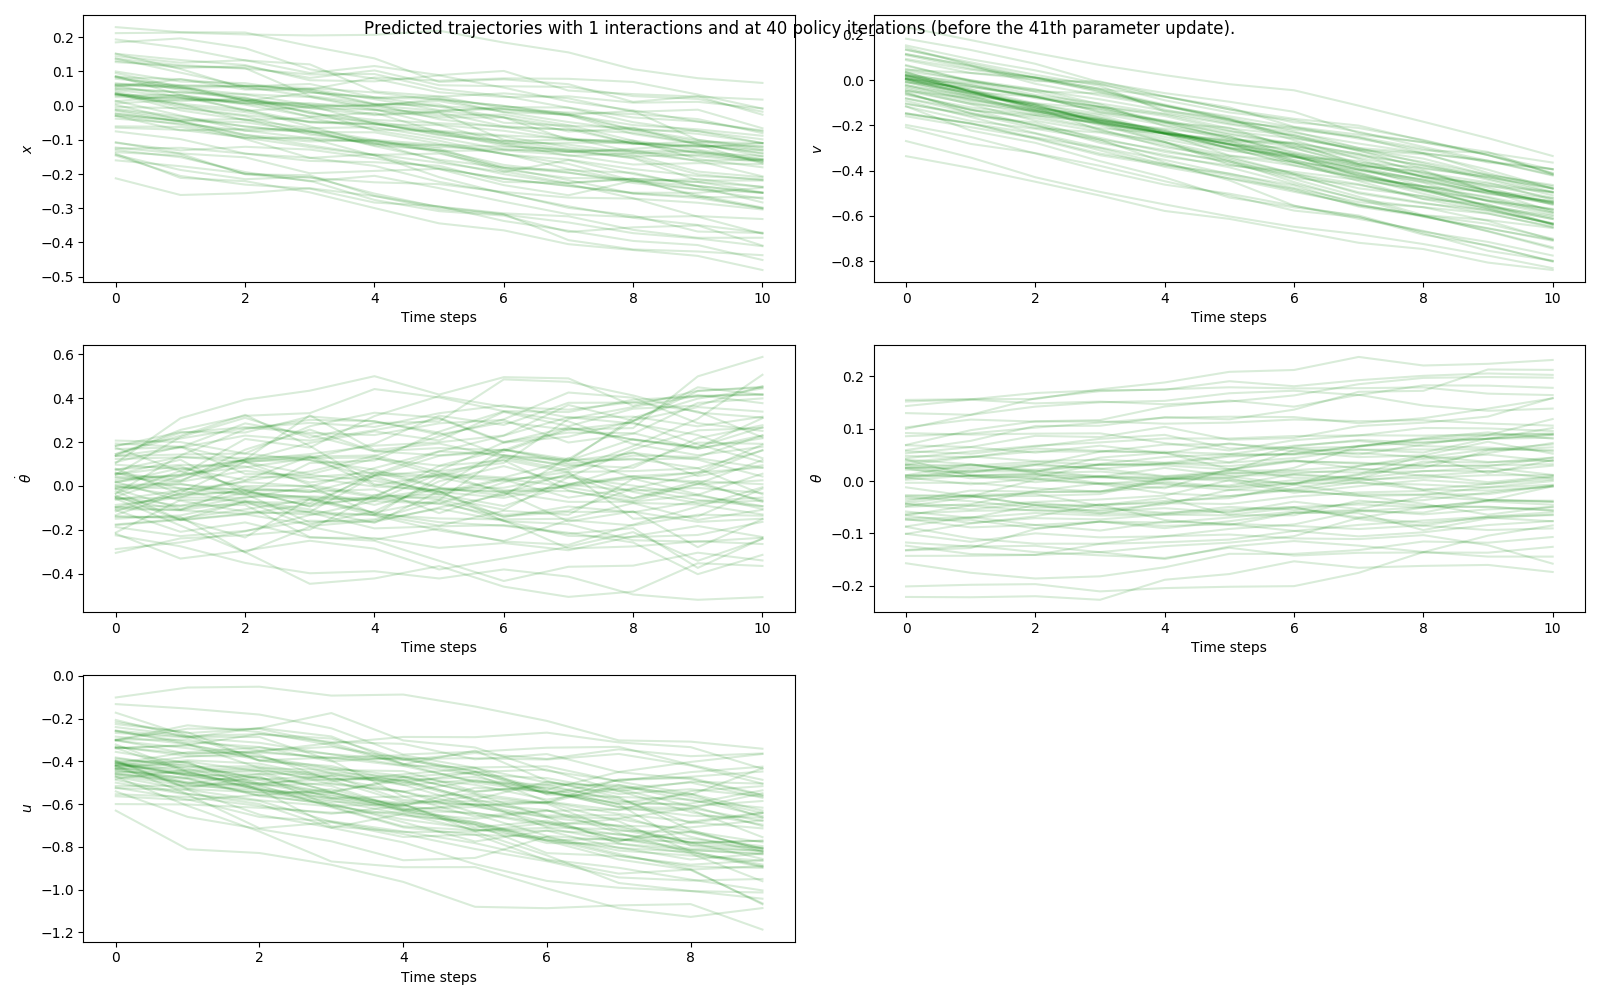 Predicted trajectories with 1 interactions and at 40 policy iterations (before the 41th parameter update).
0.2
0.1
0.0
−0.1
−0.2
−0.3
−0.4
−0.5
x
0 2 4 6 8 10
Time steps
0.2
0.0
−0.2
−0.4
−0.6
−0.8
v
0 2 4 6 8 10
Time steps
0.6
0.4
0.2
0.0
−0.2
−0.4
θ̇
0 2 4 6 8 10
Time steps
0.2
0.1
0.0
−0.1
−0.2
θ
0 2 4 6 8 10
Time steps
0.0
−0.2
−0.4
−0.6
−0.8
−1.0
−1.2
u
0 2 4 6 8
Time steps